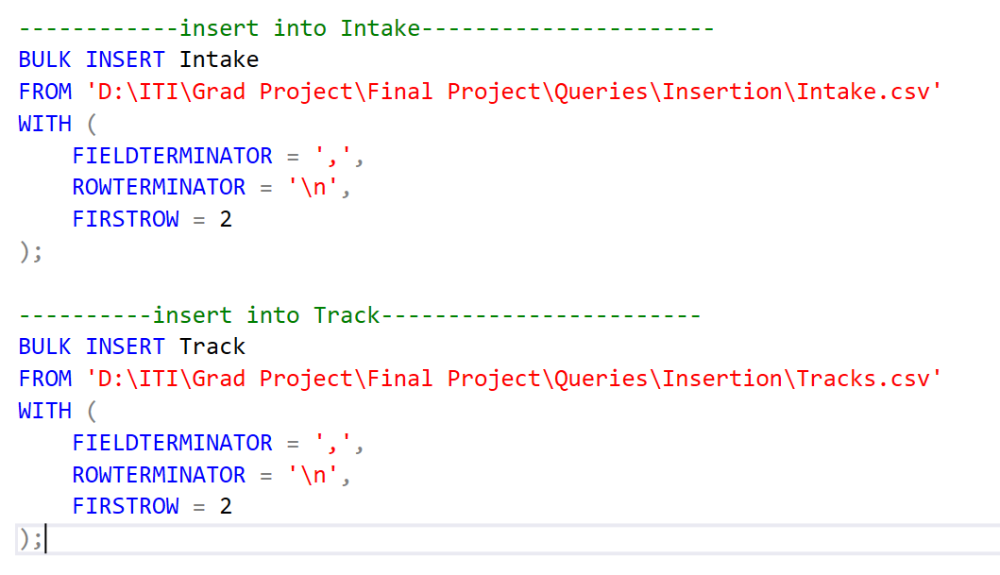 ------------insert into Intake----------------------
BULK INSERT Intake
FROM 'D:\ITI\Grad Project\Final Project\Queries\Insertion\Intake.csv'
WITH (
    FIELDTERMINATOR = ',',
    ROWTERMINATOR = '\n',
    FIRSTROW = 2
);
----------insert into Track------------------------
BULK INSERT Track
FROM 'D:\ITI\Grad Project\Final Project\Queries\Insertion\Tracks.csv'
WITH (
    FIELDTERMINATOR = ',',
    ROWTERMINATOR = '\n',
    FIRSTROW = 2
);